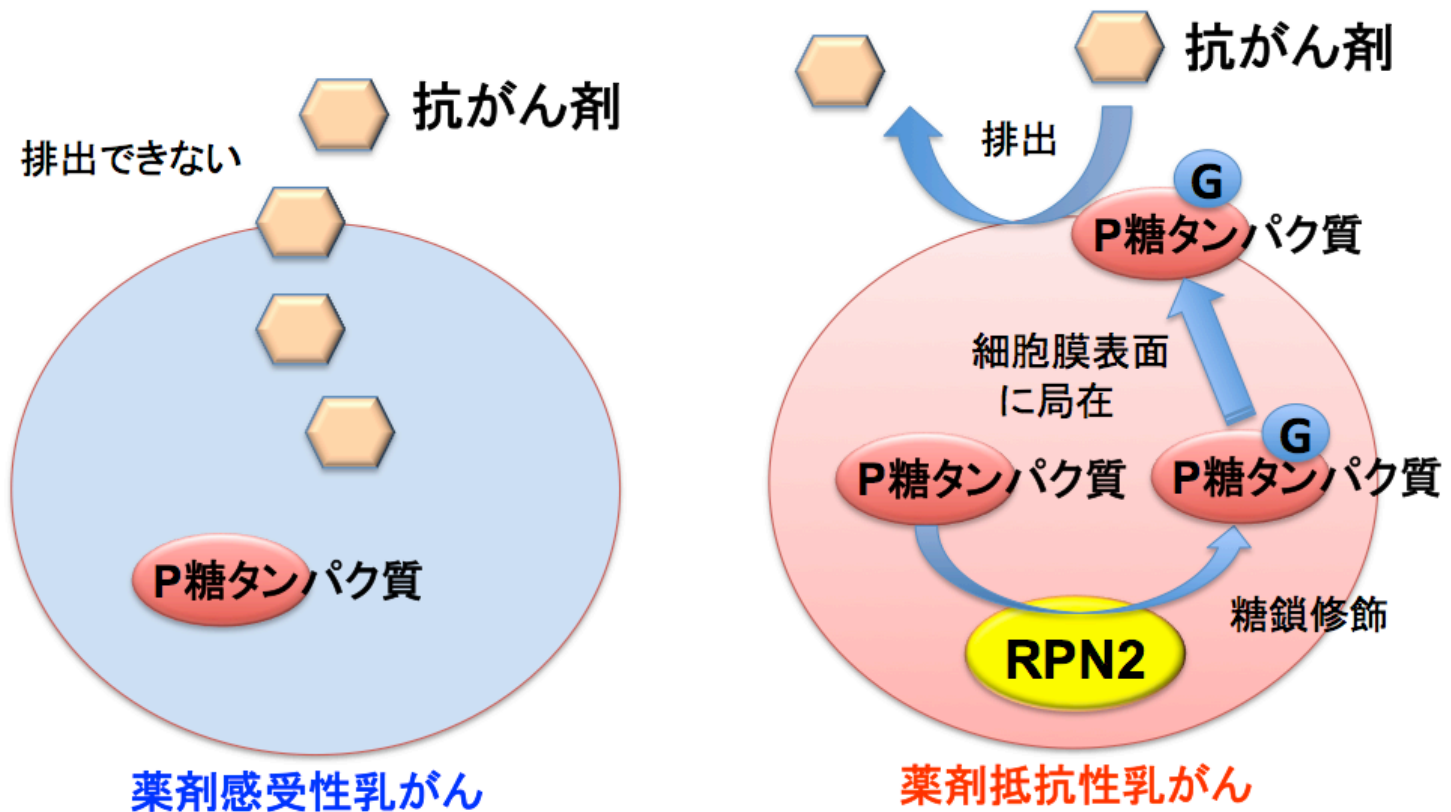 抗がん剤
排出できない
P糖タンパク質
薬剤感受性乳がん
抗がん剤
排出
G
P糖タンパク質
細胞膜表面
に局在
G
P糖タンパク質
P糖タンパク質
糖鎖修飾
RPN2
薬剤抵抗性乳がん